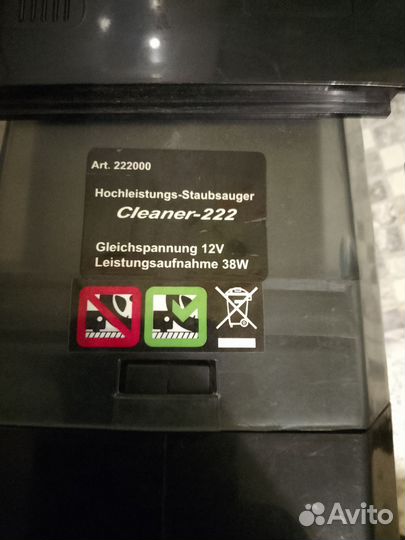 Art. 222000
Hochleistungs-Staubsauger
Cleaner-222
Gleichspannung 12V
Leistungsaufnahme 38W
Avito